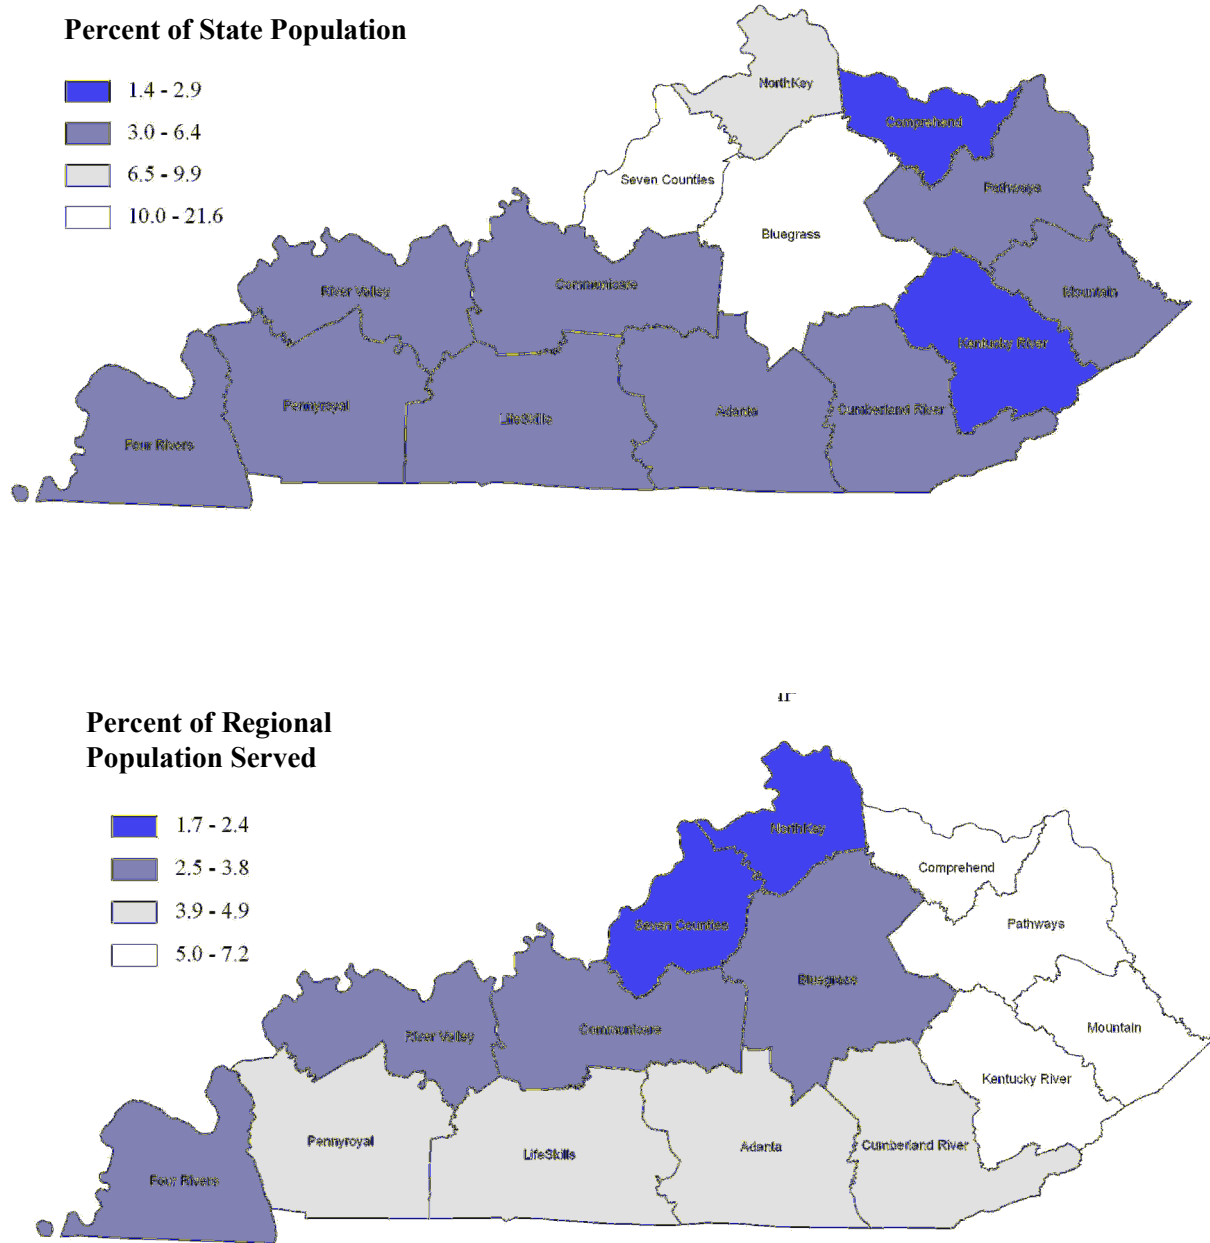 Percent of State Population
1.4 - 2.9
3.0 - 6.4
6.5 - 9.9
10.0 - 21.6
NorthKey
Comprehend
Seven Counties
Pathways
Bluegrass
River Valley
Communicare
Mountain
Kentucky River
Pennyroyal
LifeSkills
Adanta
Cumberland River
Four Rivers
Percent of Regional
Population Served
1.7 - 2.4
2.5 - 3.8
3.9 - 4.9
5.0 - 7.2
NorthKey
Comprehend
Seven Counties
Pathways
Bluegrass
River Valley
Communicare
Mountain
Kentucky River
Pennyroyal
LifeSkills
Adanta
Cumberland River
Four Rivers